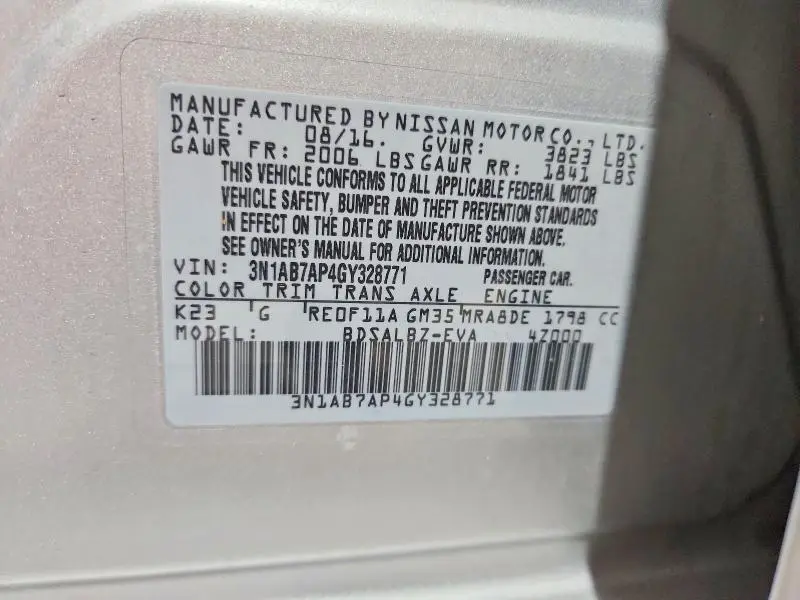 MANUFACTURED BY NISSAN MOTOR CO., LTD.
DATE: 08/16. GVWR: 3823 LBS
GAWR FR: 2006 LBS GAWR RR: 1841 LBS
THIS VEHICLE CONFORMS TO ALL APPLICABLE FEDERAL MOTOR
VEHICLE SAFETY, BUMPER AND THEFT PREVENTION STANDARDS
IN EFFECT ON THE DATE OF MANUFACTURE SHOWN ABOVE.
SEE OWNER'S MANUAL FOR ADDITIONAL INFORMATION.
VIN: 3N1AB7AP4GY328771 PASSENGER CAR.
COLOR TRIM TRANS AXLE ENGINE
K23 G RE0F11A GM35 MRA8DE 1798 CC
MODEL: BDSALBZ-EVA 4Z000
3N1AB7AP4GY328771